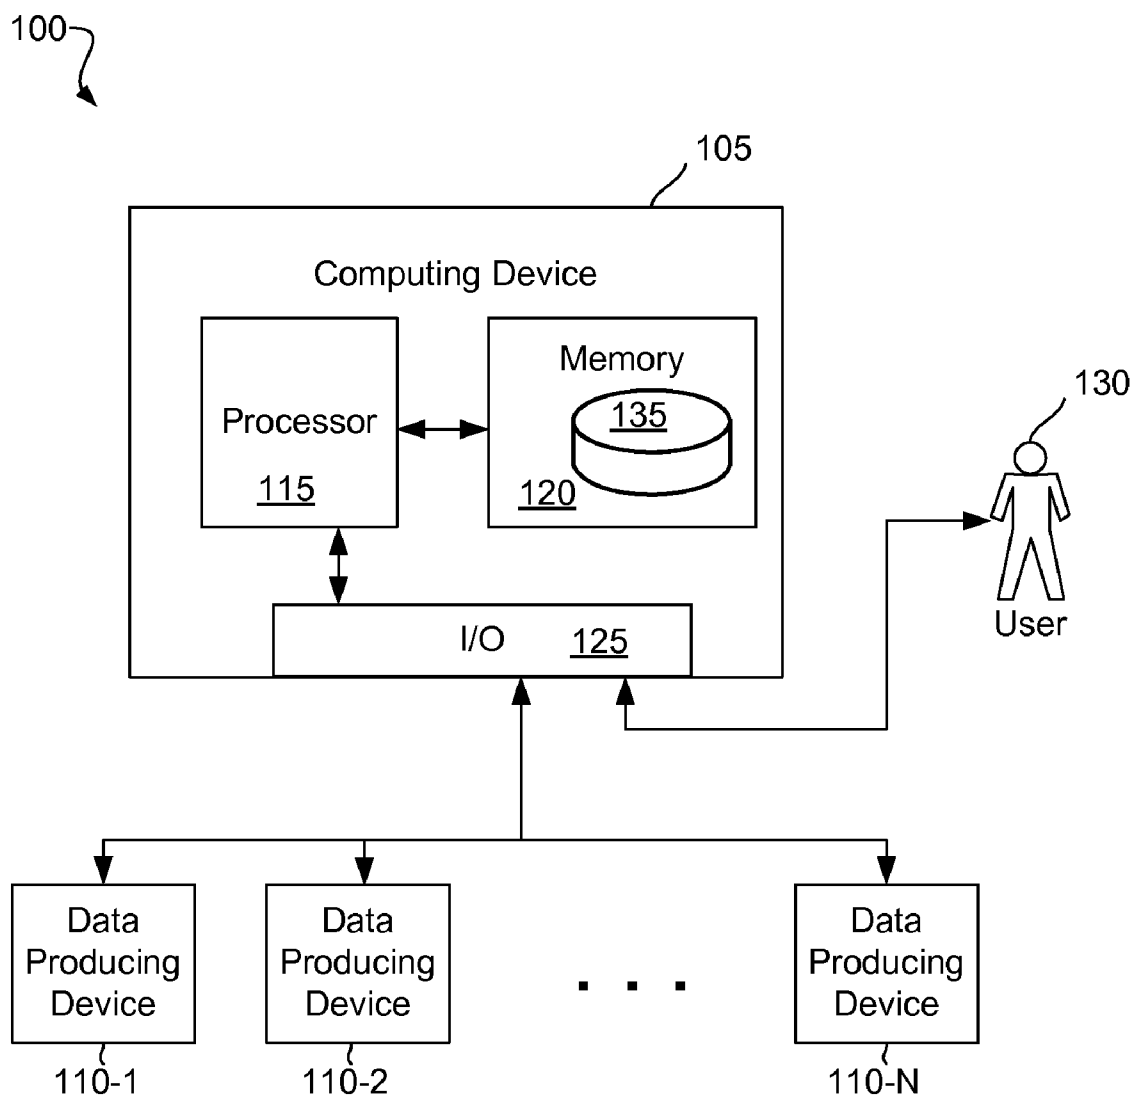 100
105
Computing Device
Processor
115
Memory
135
120
130
User
I/O
125
Data
Producing
Device
110-1
Data
Producing
Device
110-2
. . .
Data
Producing
Device
110-N